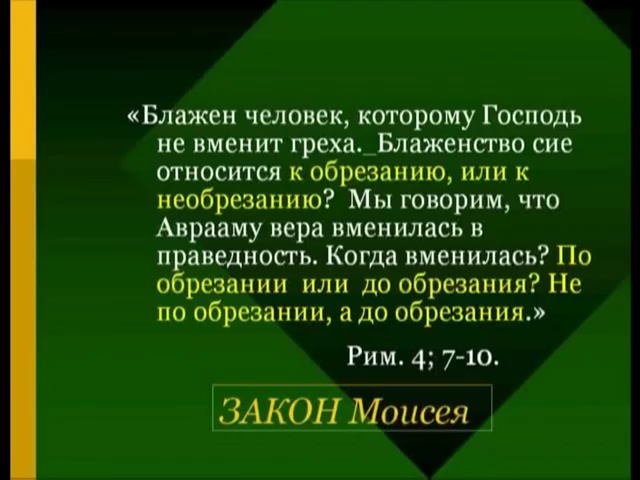 «Блажен человек, которому Господь
не вменит греха._Блаженство сие
относится к обрезанию, или к
необрезанию? Мы говорим, что
Аврааму вера вменилась в
праведность. Когда вменилась? По
обрезании или до обрезания? Не
по обрезании, а до обрезания.»
Рим. 4; 7-10.
ЗАКОН Моисея